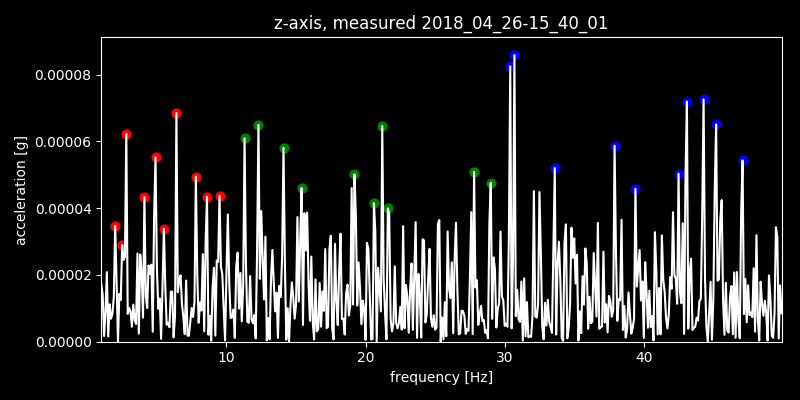 z-axis, measured 2018_04_26-15_40_01
0.00008
0.00006
0.00004
0.00002
0.00000
acceleration [g]
10 20 30 40
frequency [Hz]